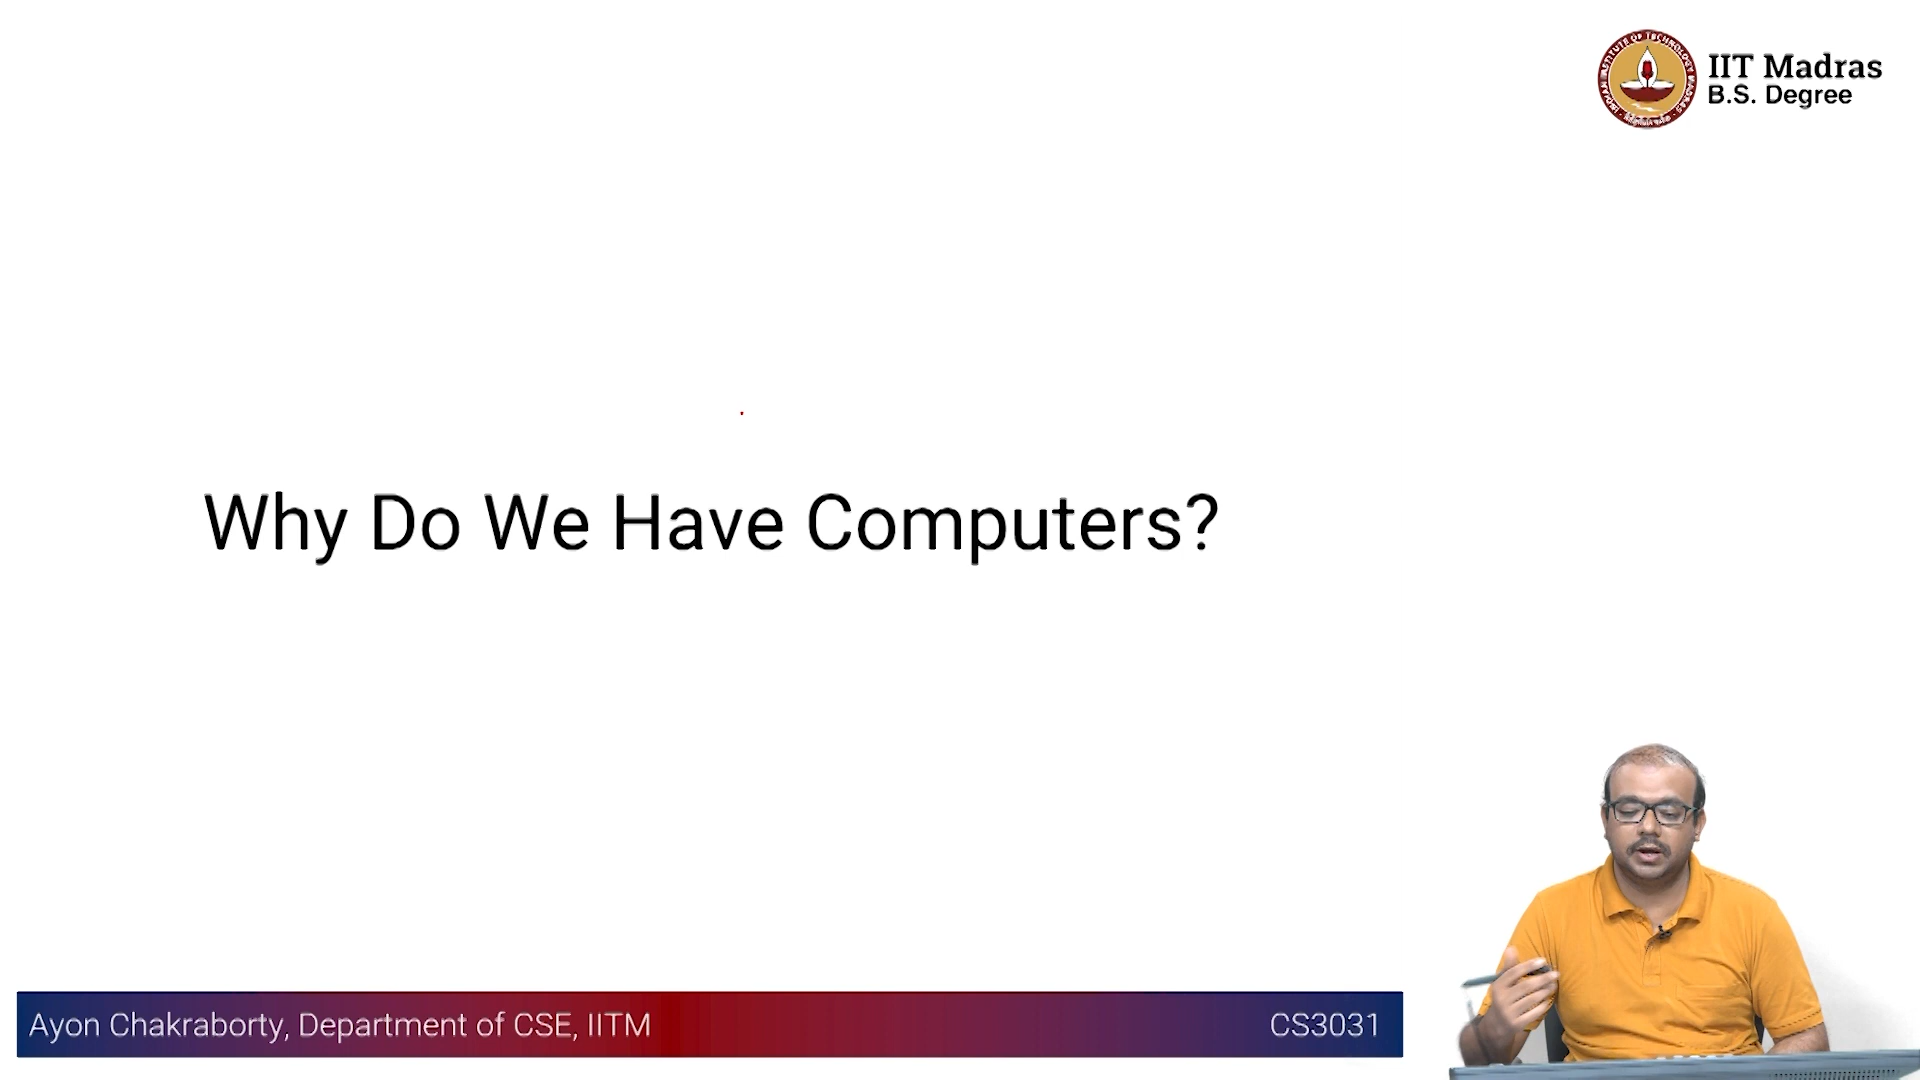 IIT Madras
B.S. Degree
Why Do We Have Computers?
Ayon Chakraborty, Department of CSE, IITM
CS3031